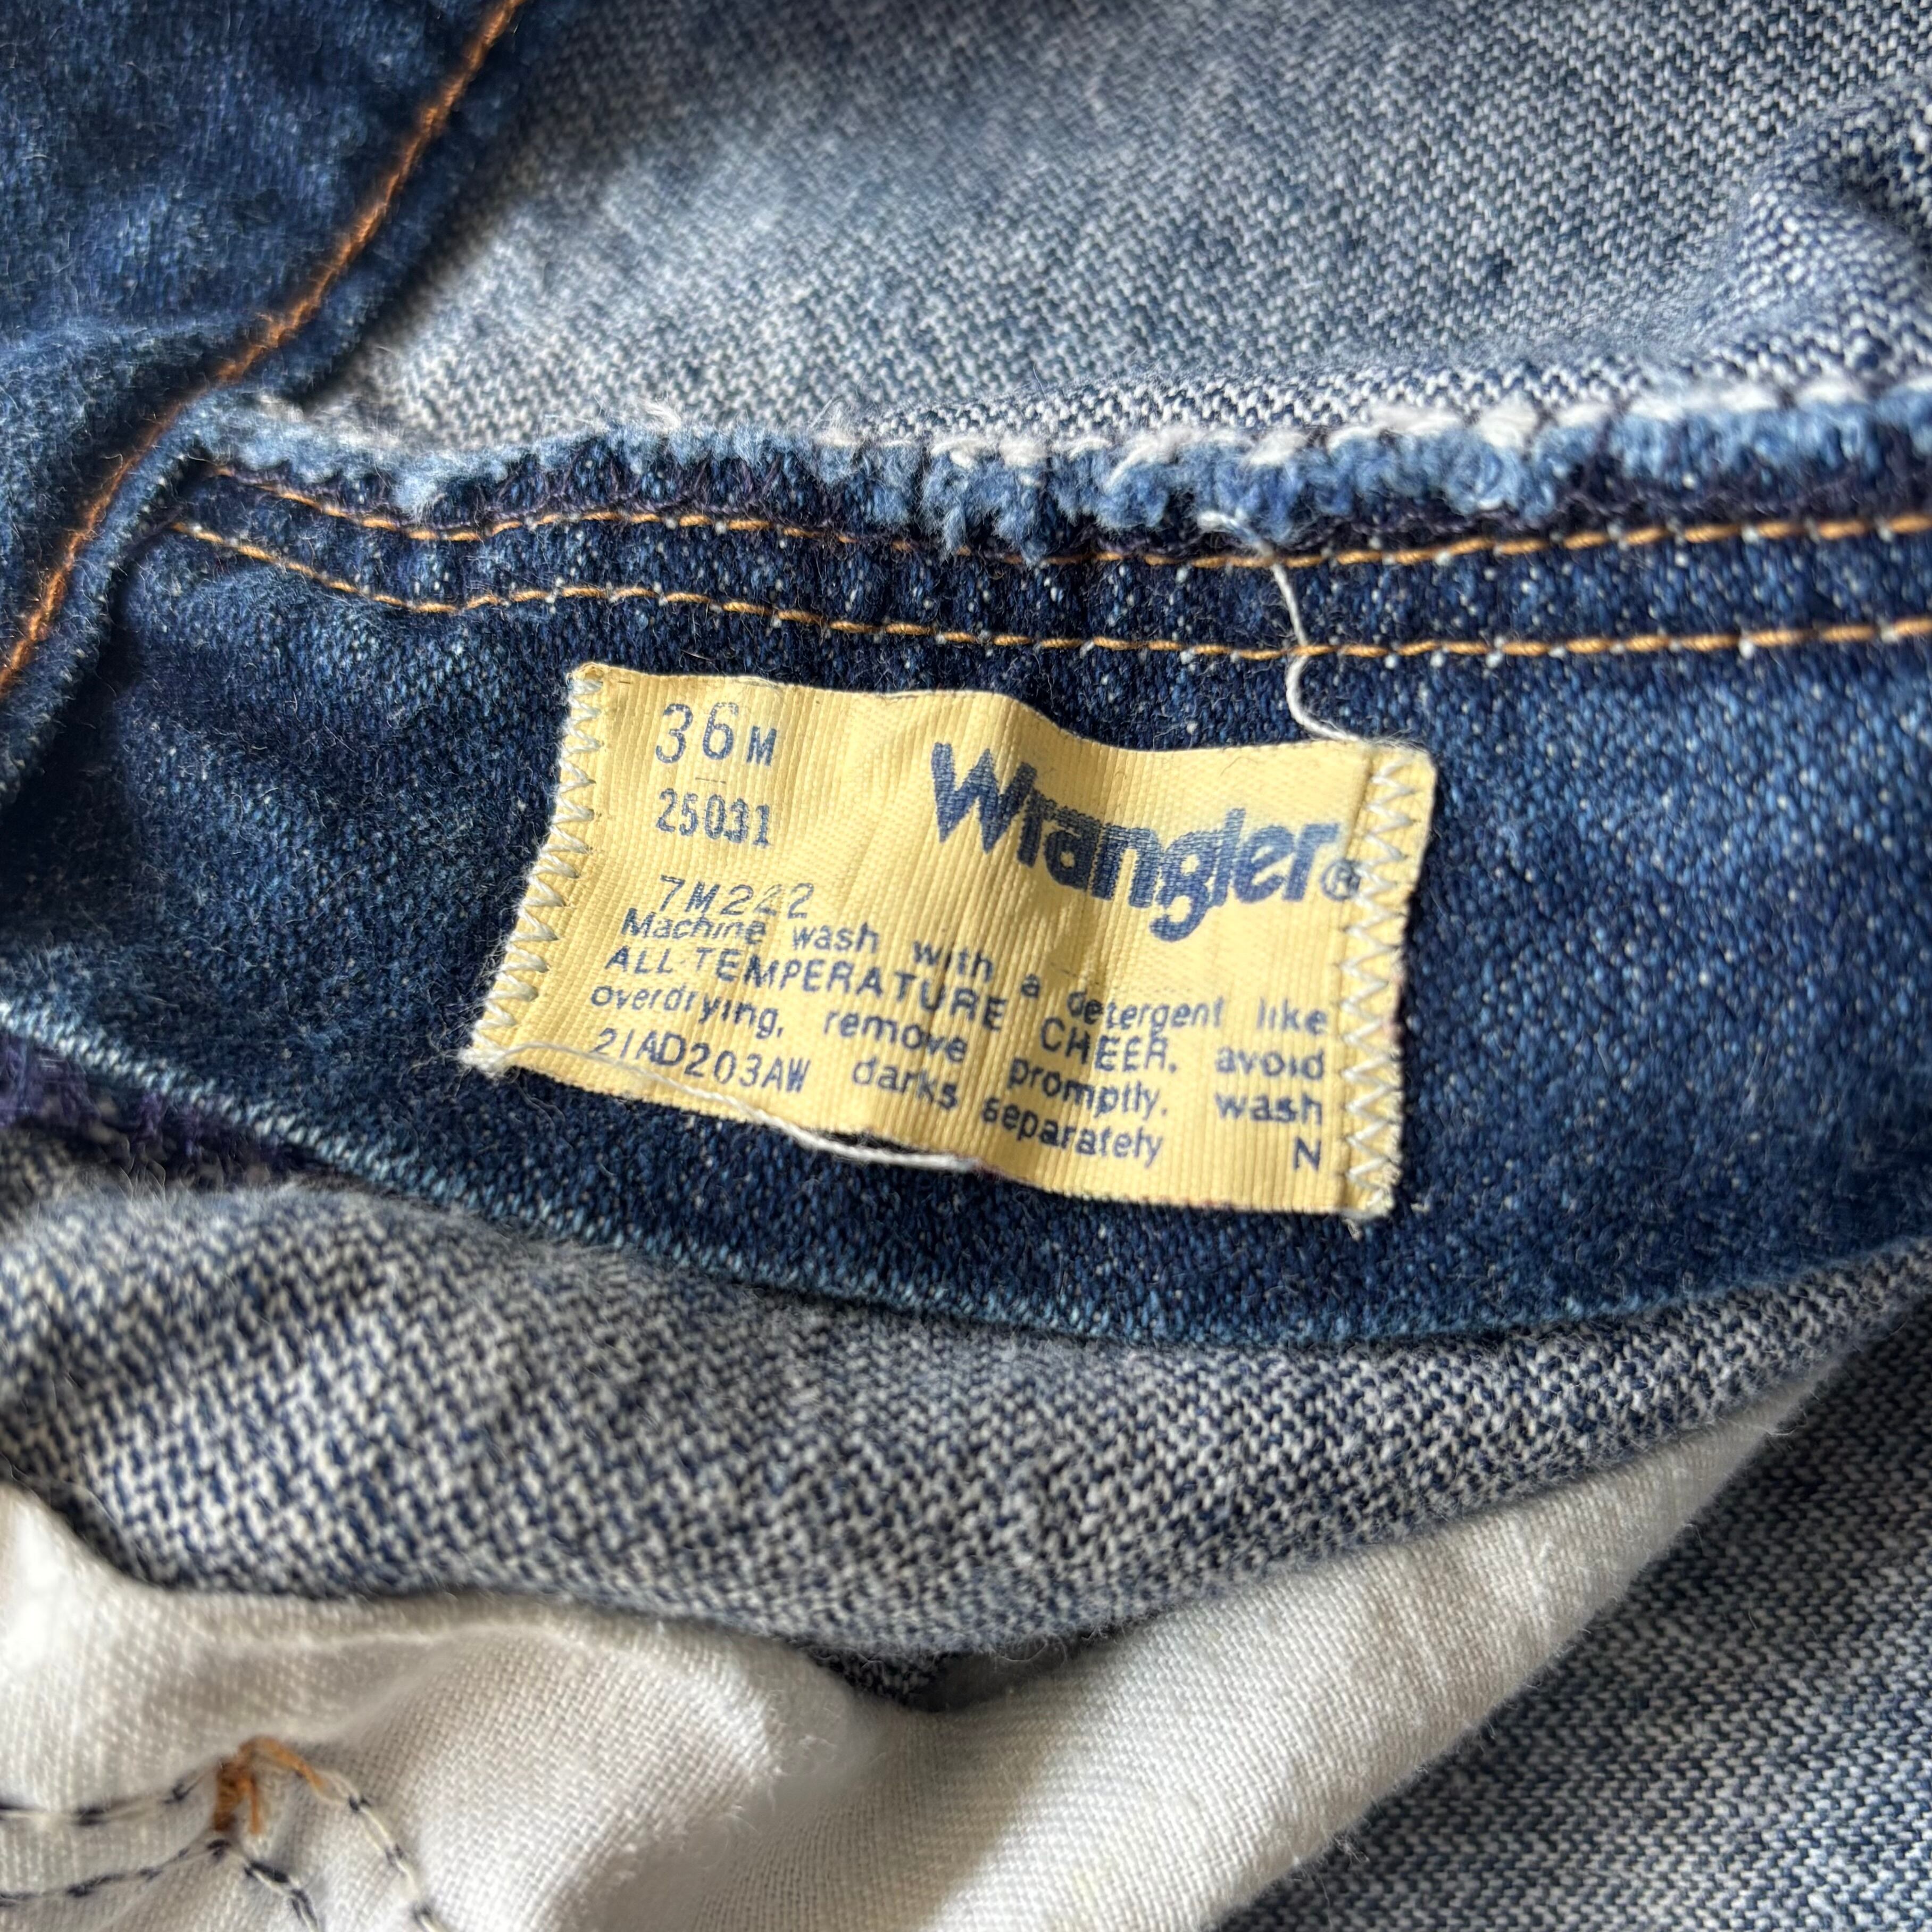 36M
Wrangler®
25031
7M222
Machine wash with a detergent like
ALL-TEMPERATURE CHEER, avoid
overdrying, remove promptly, wash
21AD203AW darks separately N